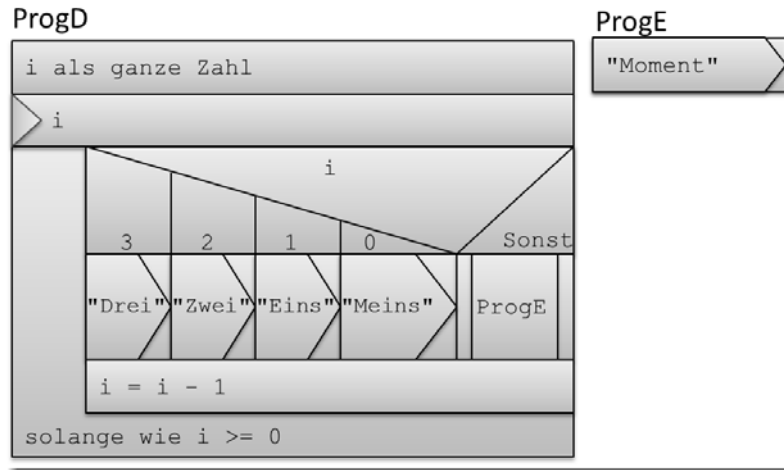 ProgD
ProgE
i als ganze Zahl
"Moment"
i
i
3 2 1 0 Sonst
"Drei" "Zwei" "Eins" "Meins" ProgE
i = i - 1
solange wie i >= 0